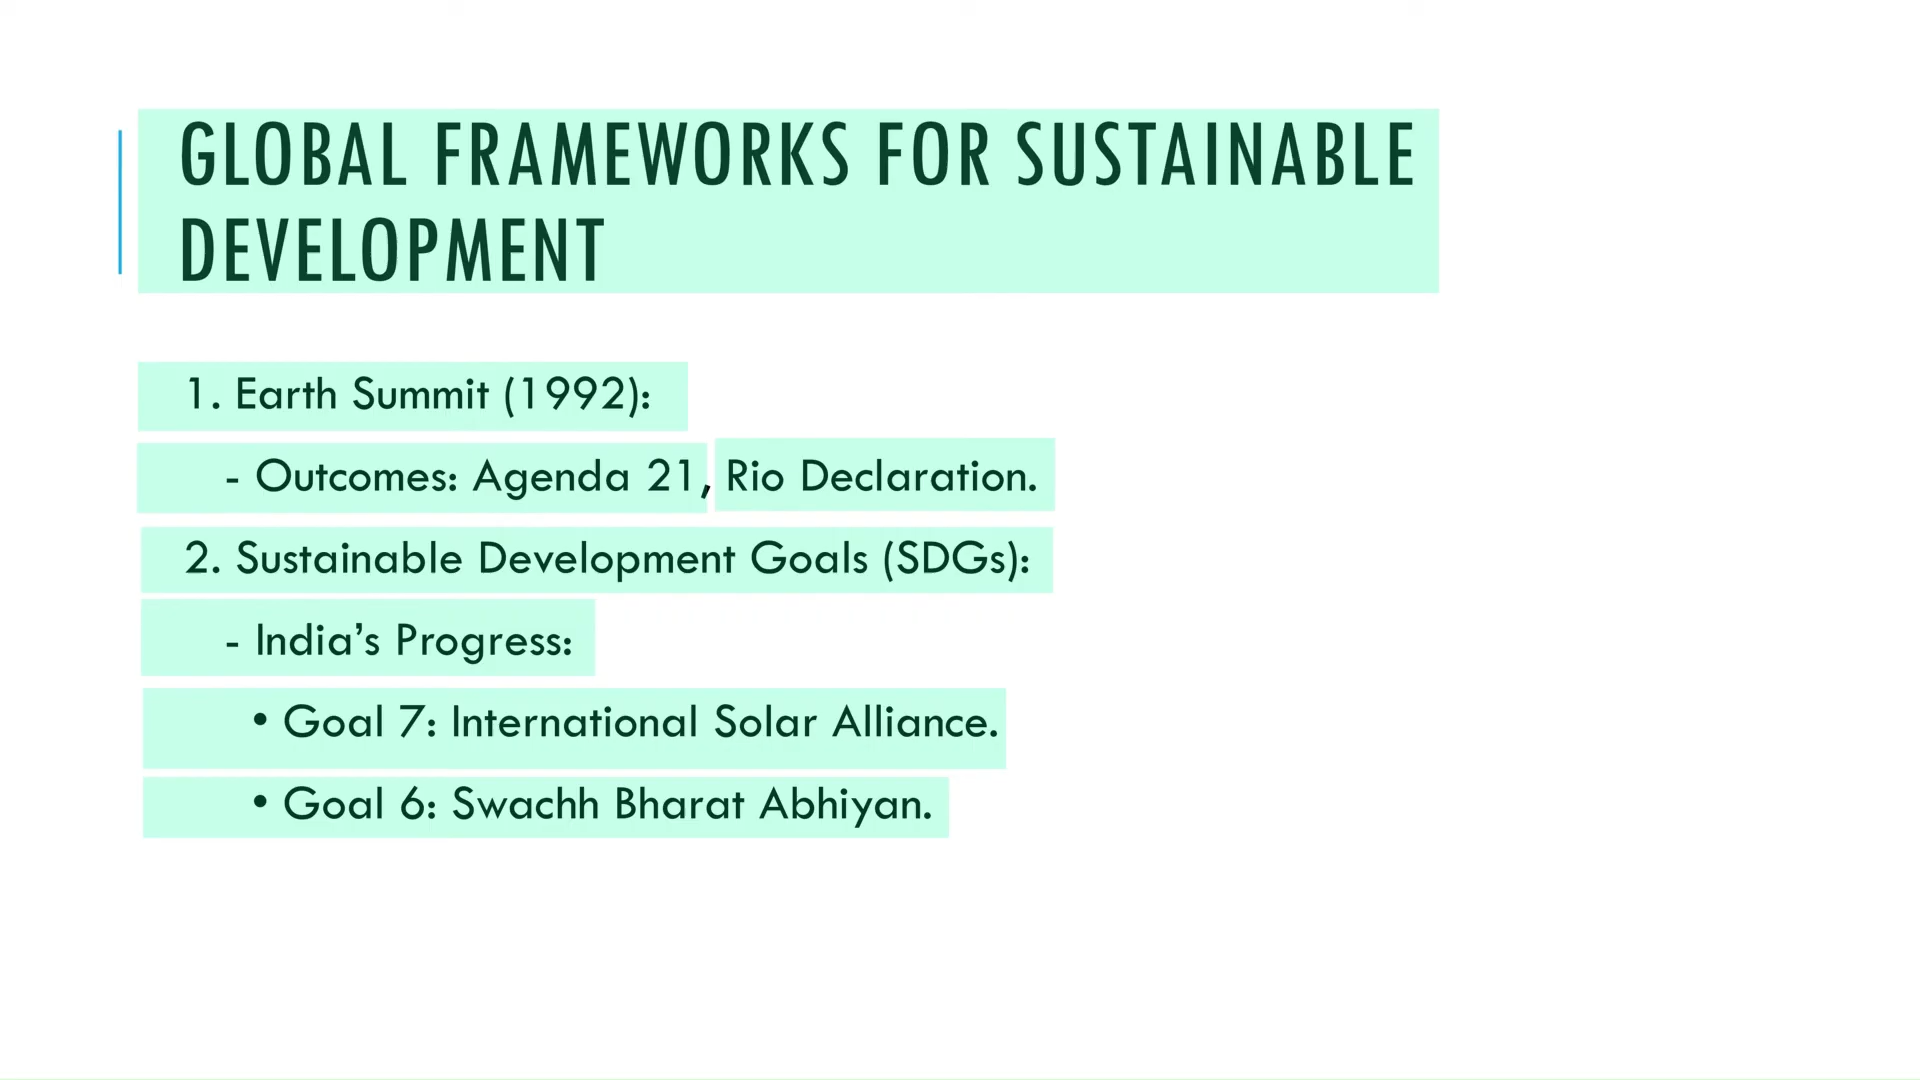 GLOBAL FRAMEWORKS FOR SUSTAINABLE
DEVELOPMENT
1. Earth Summit (1992):
- Outcomes: Agenda 21, Rio Declaration.
2. Sustainable Development Goals (SDGs):
- India’s Progress:
• Goal 7: International Solar Alliance.
• Goal 6: Swachh Bharat Abhiyan.